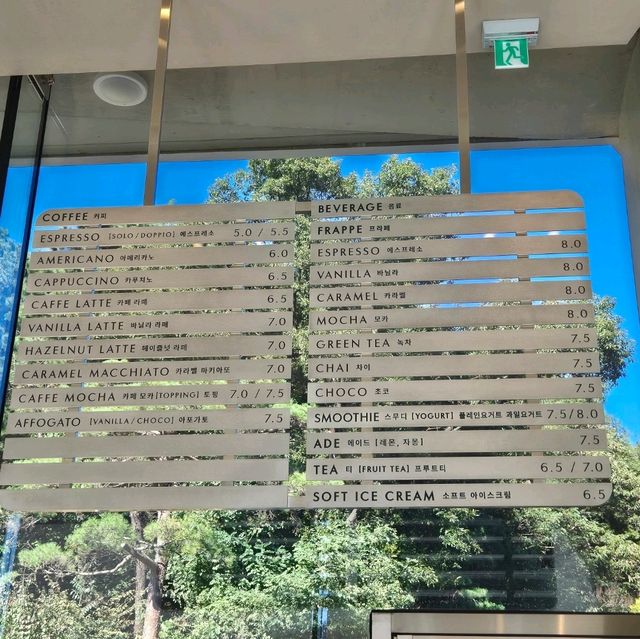 COFFEE 커피
ESPRESSO [SOLO/DOPPIO] 에스프레소 5.0 / 5.5
AMERICANO 아메리카노 6.0
CAPPUCCINO 카푸치노 6.5
CAFFE LATTE 카페 라떼 6.5
VANILLA LATTE 바닐라 라떼 7.0
HAZELNUT LATTE 헤이즐넛 라떼 7.0
CARAMEL MACCHIATO 카라멜 마키아또 7.0
CAFFE MOCHA 카페 모카 [TOPPING] 토핑 7.0 / 7.5
AFFOGATO [VANILLA/CHOCO] 아포가토 7.5
BEVERAGE 음료
FRAPPE 프라페
ESPRESSO 에스프레소 8.0
VANILLA 바닐라 8.0
CARAMEL 카라멜 8.0
MOCHA 모카 8.0
GREEN TEA 녹차 7.5
CHAI 차이 7.5
CHOCO 초코 7.5
SMOOTHIE 스무디 [YOGURT] 플레인요거트 과일요거트 7.5/8.0
ADE 에이드 [레몬, 자몽] 7.5
TEA 티 [FRUIT TEA] 프루트티 6.5 / 7.0
SOFT ICE CREAM 소프트 아이스크림 6.5